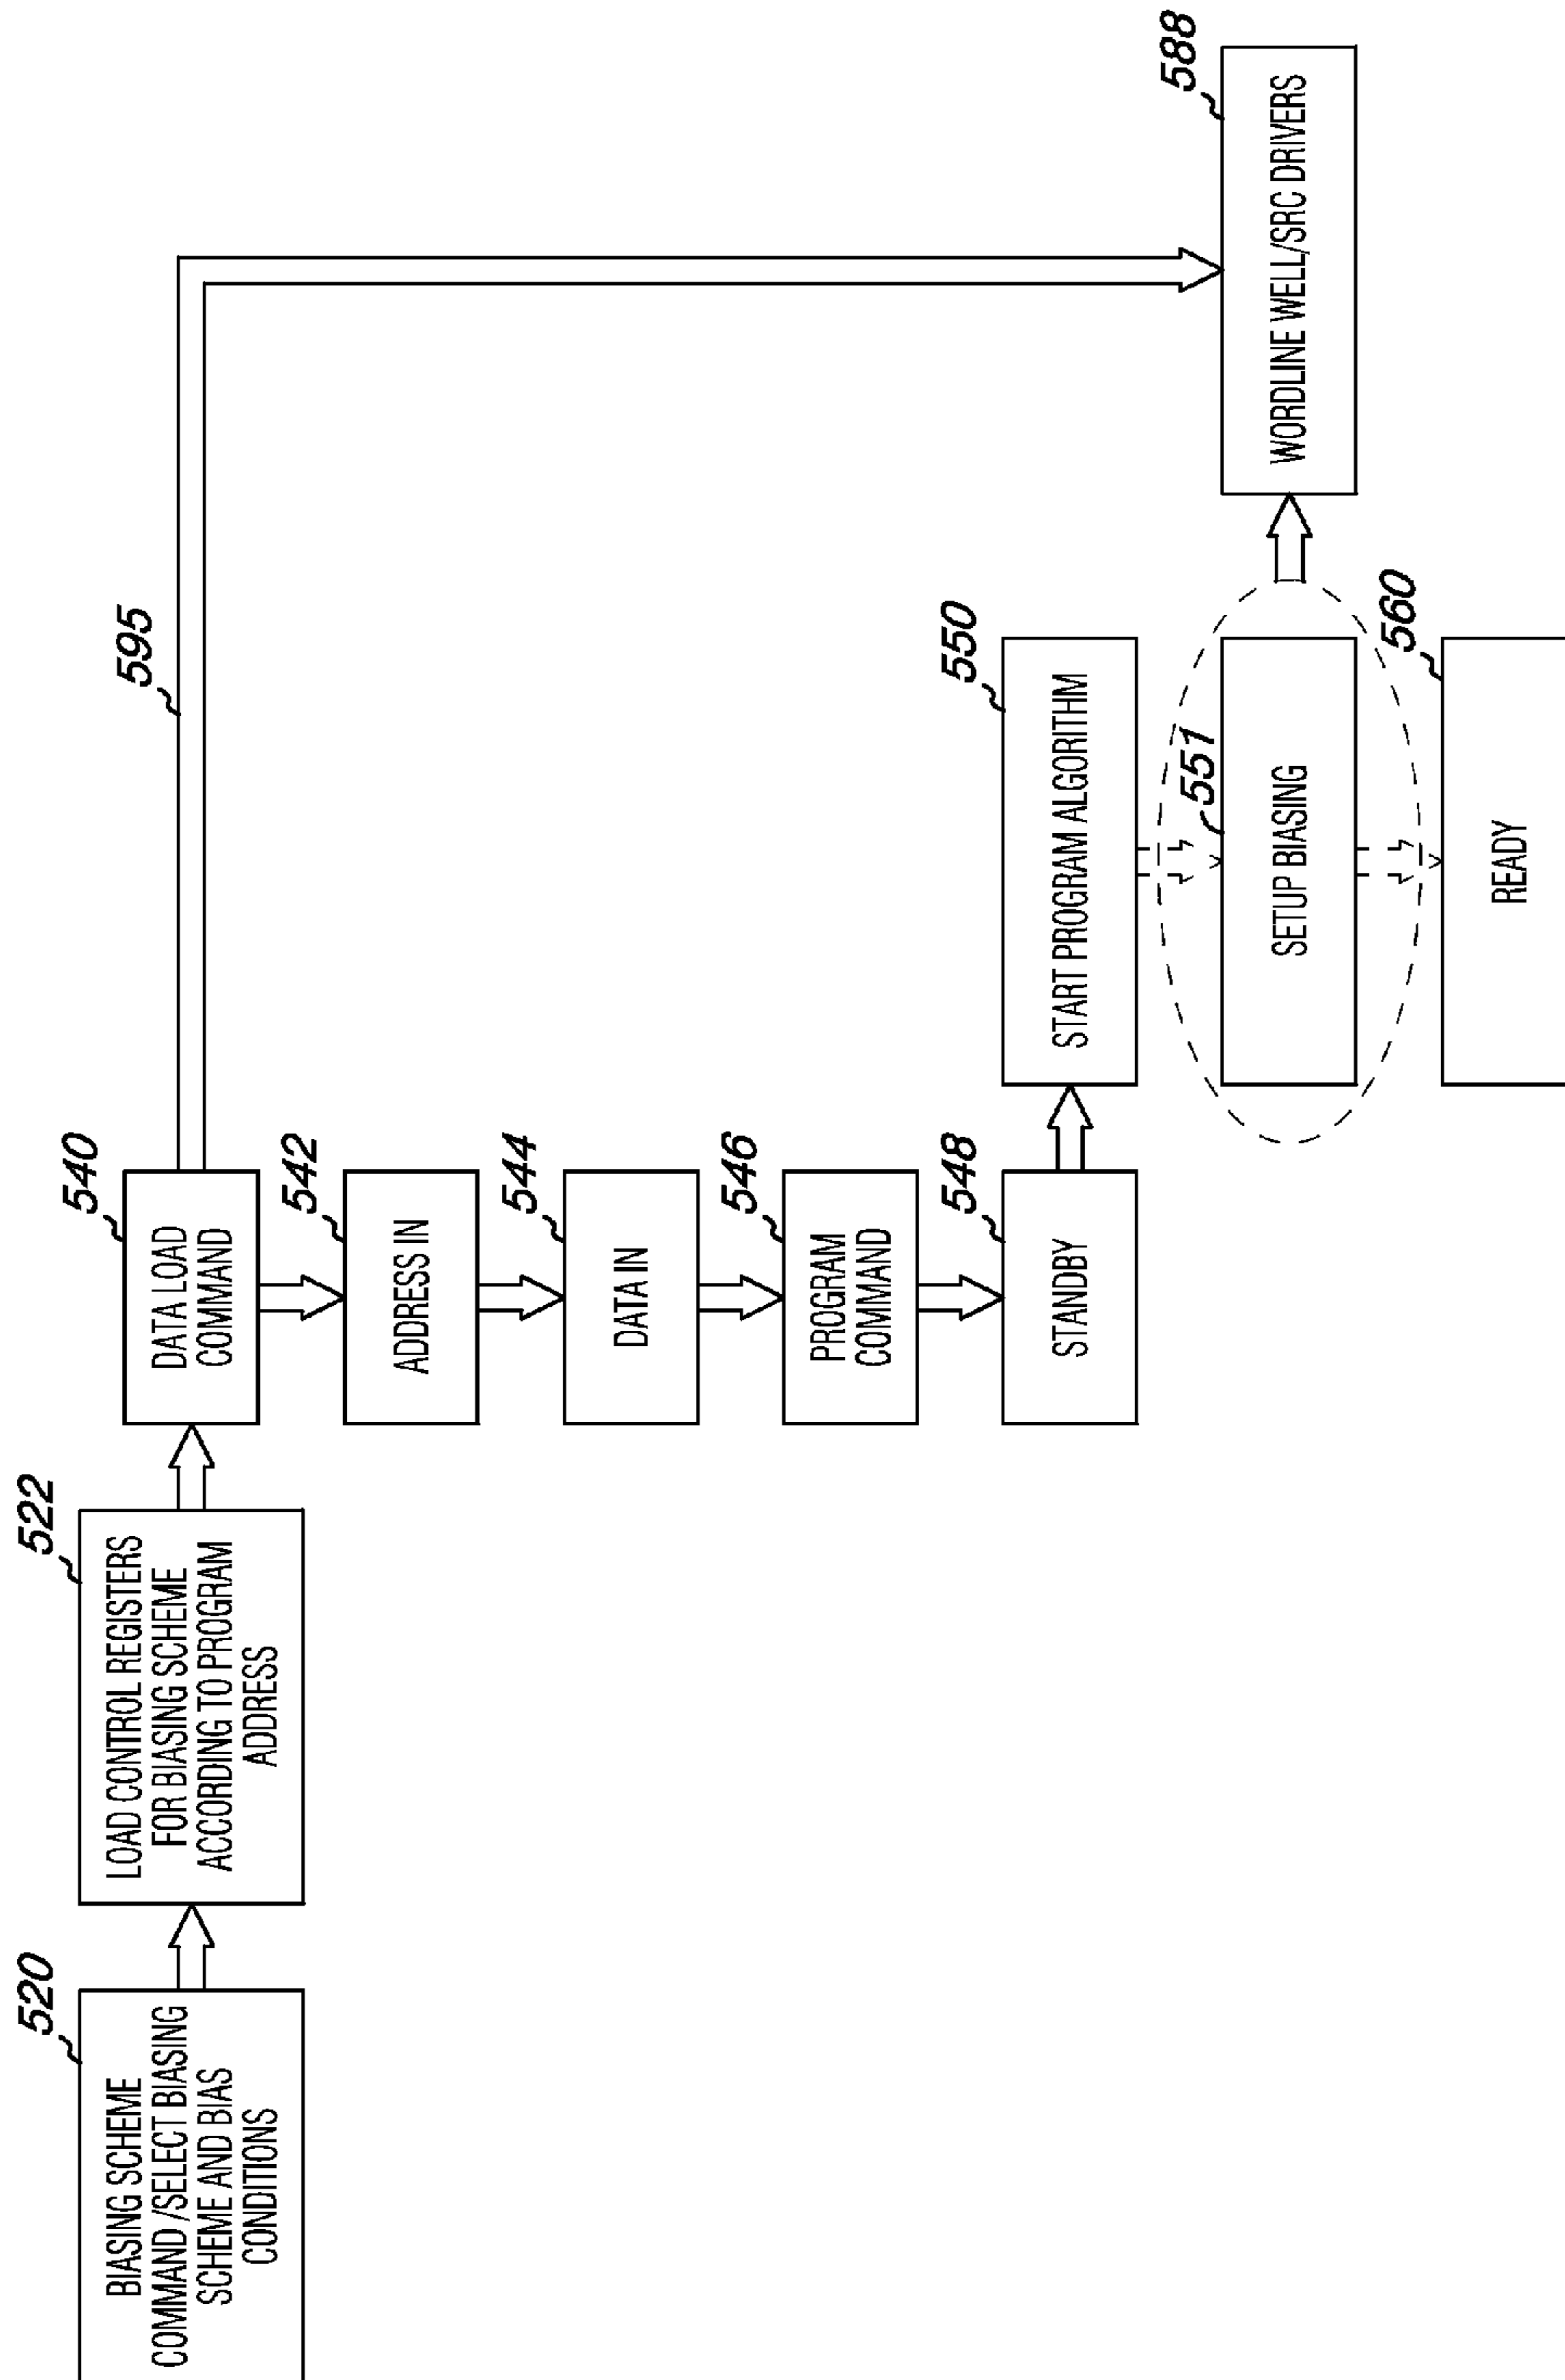 520
BIASING SCHEME
COMMAND /SELECT BIASING
SCHEME AND BIAS
CONDITIONS
522
LOAD CONTROL REGISTERS
FOR BIASING SCHEME
ACCORDING TO PROGRAM
ADDRESS
540
DATA LOAD
COMMAND
595
542
ADDRESS IN
544
DATA IN
546
PROGRAM
COMMAND
548
STANDBY
550
START PROGRAM ALGORITHM
551
SETUP BIASING
560
READY
588
WORDLINE WELL/SRC DRIVERS